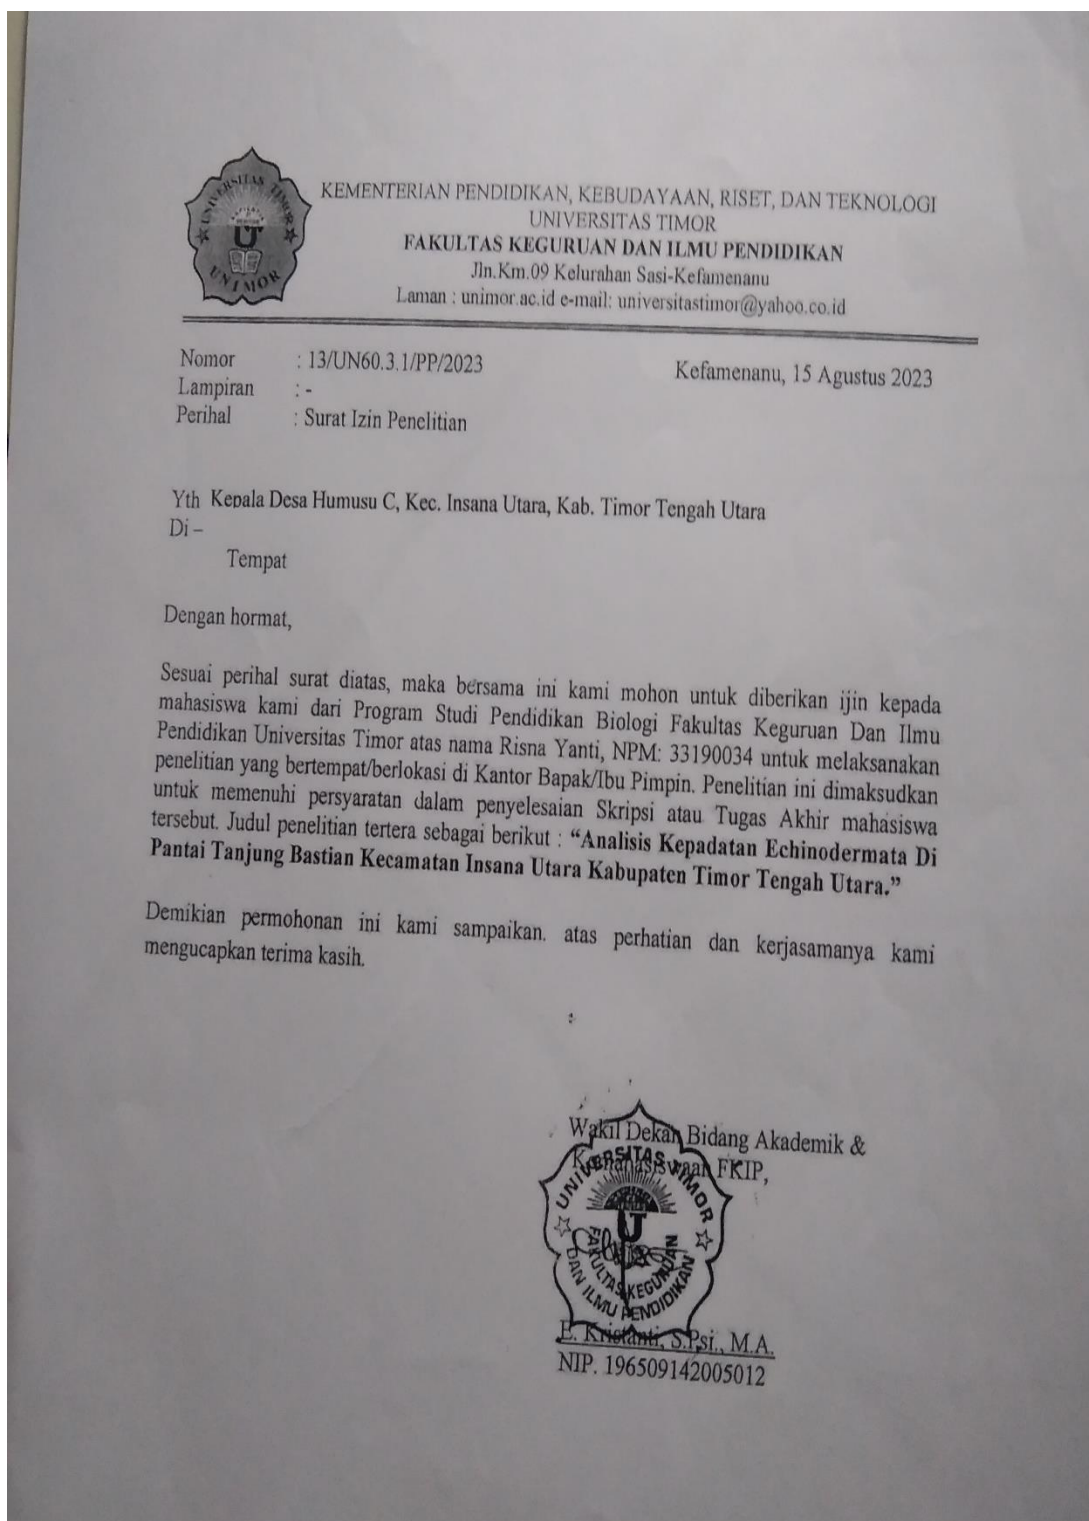 UNIVERSITAS TIMOR
UNIMOR
KEMENTERIAN PENDIDIKAN, KEBUDAYAAN, RISET, DAN TEKNOLOGI
UNIVERSITAS TIMOR
FAKULTAS KEGURUAN DAN ILMU PENDIDIKAN
Jln.Km.09 Kelurahan Sasi-Kefamenanu
Laman : unimor.ac.id e-mail: universitastimor@yahoo.co.id
Nomor : 13/UN60.3.1/PP/2023 Kefamenanu, 15 Agustus 2023
Lampiran : -
Perihal : Surat Izin Penelitian
Yth Kepala Desa Humusu C, Kec. Insana Utara, Kab. Timor Tengah Utara
Di –
Tempat
Dengan hormat,
Sesuai perihal surat diatas, maka bersama ini kami mohon untuk diberikan ijin kepada
mahasiswa kami dari Program Studi Pendidikan Biologi Fakultas Keguruan Dan Ilmu
Pendidikan Universitas Timor atas nama Risna Yanti, NPM: 33190034 untuk melaksanakan
penelitian yang bertempat/berlokasi di Kantor Bapak/Ibu Pimpin. Penelitian ini dimaksudkan
untuk memenuhi persyaratan dalam penyelesaian Skripsi atau Tugas Akhir mahasiswa
tersebut. Judul penelitian tertera sebagai berikut : “Analisis Kepadatan Echinodermata Di
Pantai Tanjung Bastian Kecamatan Insana Utara Kabupaten Timor Tengah Utara.”
Demikian permohonan ini kami sampaikan. atas perhatian dan kerjasamanya kami
mengucapkan terima kasih.
Wakil Dekan Bidang Akademik &
Kemahasiswaan FKIP,
UNIVERSITAS TIMOR
FAKULTAS KEGURUAN
DAN ILMU PENDIDIKAN
E. Kristanti, S.Psi., M.A.
NIP. 196509142005012